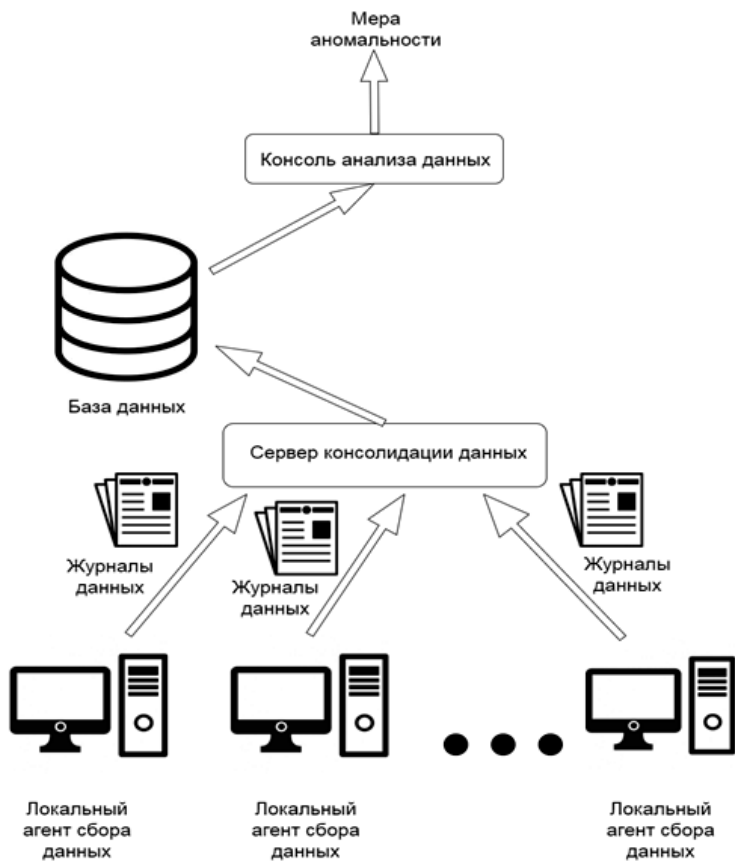 Мера
аномальности
Консоль анализа данных
База данных
Сервер консолидации данных
Журналы
данных
Журналы
данных
Журналы
данных
Локальный
агент сбора
данных
Локальный
агент сбора
данных
Локальный
агент сбора
данных